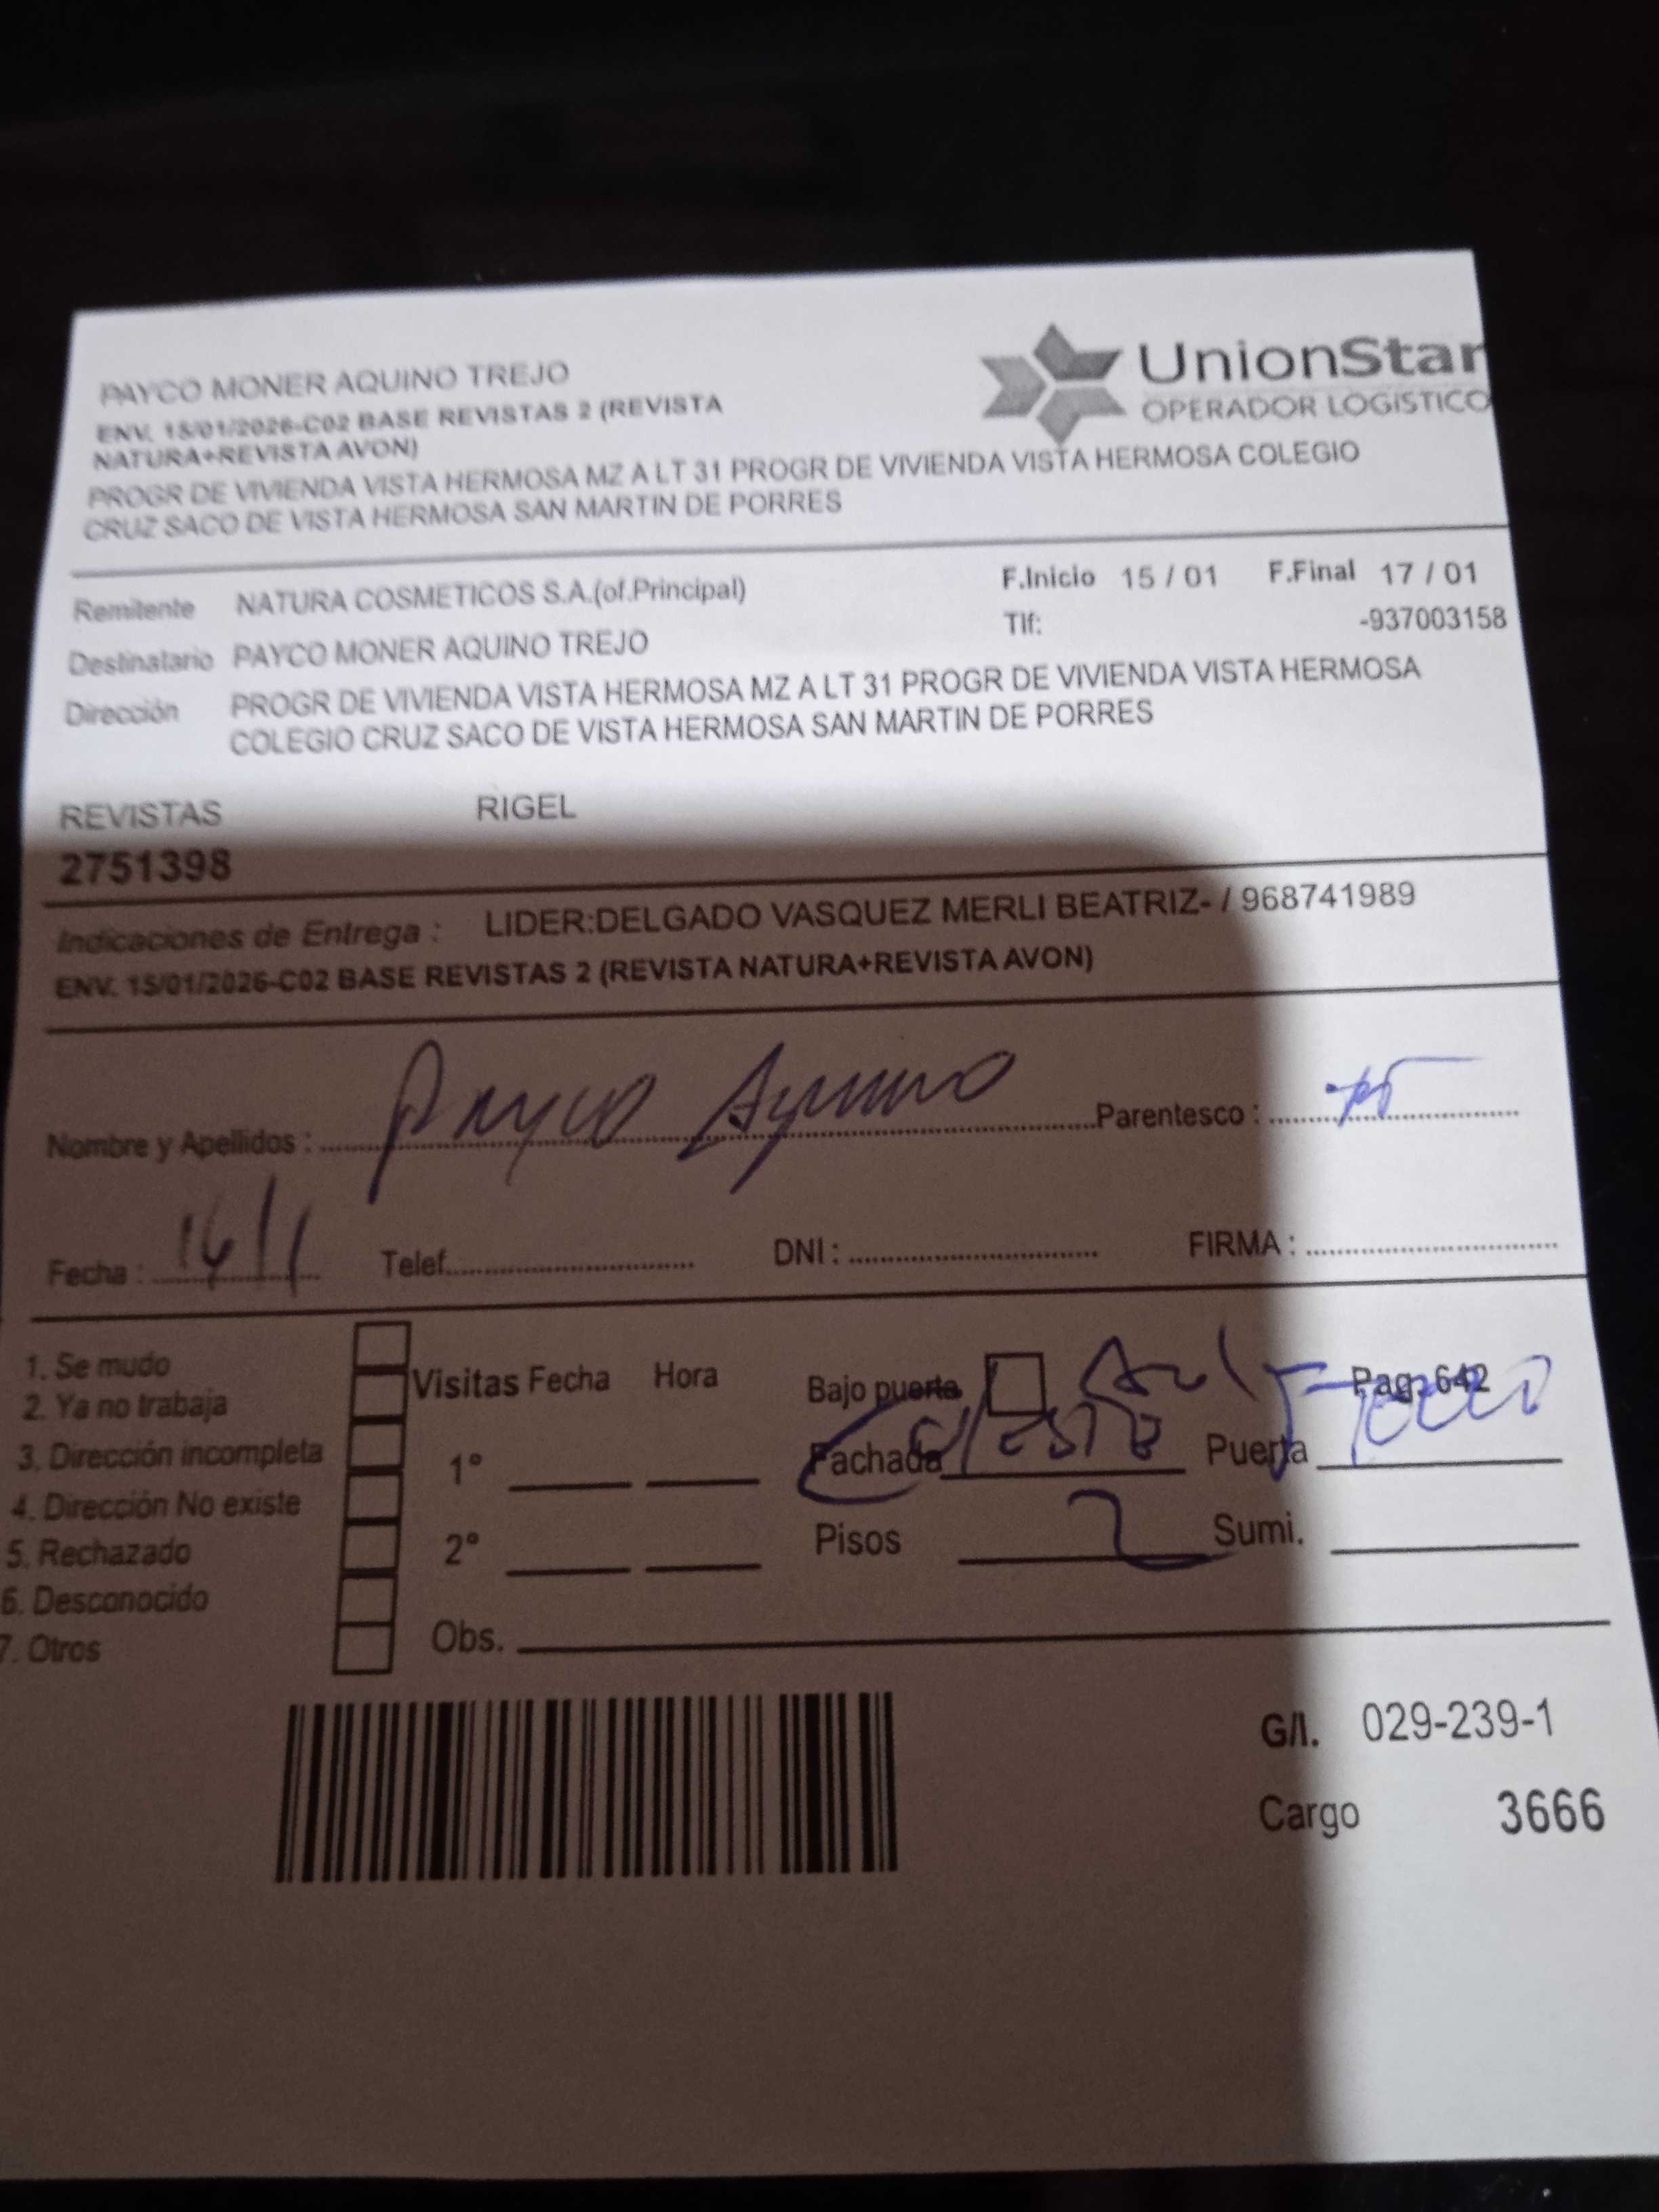 PAYCO MONER AQUINO TREJO
ENV. 15/01/2026-C02 BASE REVISTAS 2 (REVISTA
NATURA+REVISTA AVON)
PROGR DE VIVIENDA VISTA HERMOSA MZ A LT 31 PROGR DE VIVIENDA VISTA HERMOSA COLEGIO
CRUZ SACO DE VISTA HERMOSA SAN MARTIN DE PORRES
UnionStar
OPERADOR LOGÍSTICO
Remitente NATURA COSMETICOS S.A.(of.Principal) F.Inicio 15 / 01 F.Final 17 / 01
Destinatario PAYCO MONER AQUINO TREJO Tlf: -937003158
Dirección PROGR DE VIVIENDA VISTA HERMOSA MZ A LT 31 PROGR DE VIVIENDA VISTA HERMOSA
COLEGIO CRUZ SACO DE VISTA HERMOSA SAN MARTIN DE PORRES
REVISTAS RIGEL
2751398
Indicaciones de Entrega : LIDER:DELGADO VASQUEZ MERLI BEATRIZ- / 968741989
ENV. 15/01/2026-C02 BASE REVISTAS 2 (REVISTA NATURA+REVISTA AVON)
Nombre y Apellidos : Payco Aquino Parentesco :
Fecha : 16/1 Telef. DNI : FIRMA :
1. Se mudo
2. Ya no trabaja
3. Dirección incompleta
4. Dirección No existe
5. Rechazado
6. Desconocido
7. Otros
Visitas Fecha Hora
1°
2°
Obs.
Bajo puerta Pag. 642
Fachada Puerta
Pisos 2 Sumi.
G/I. 029-239-1
Cargo 3666